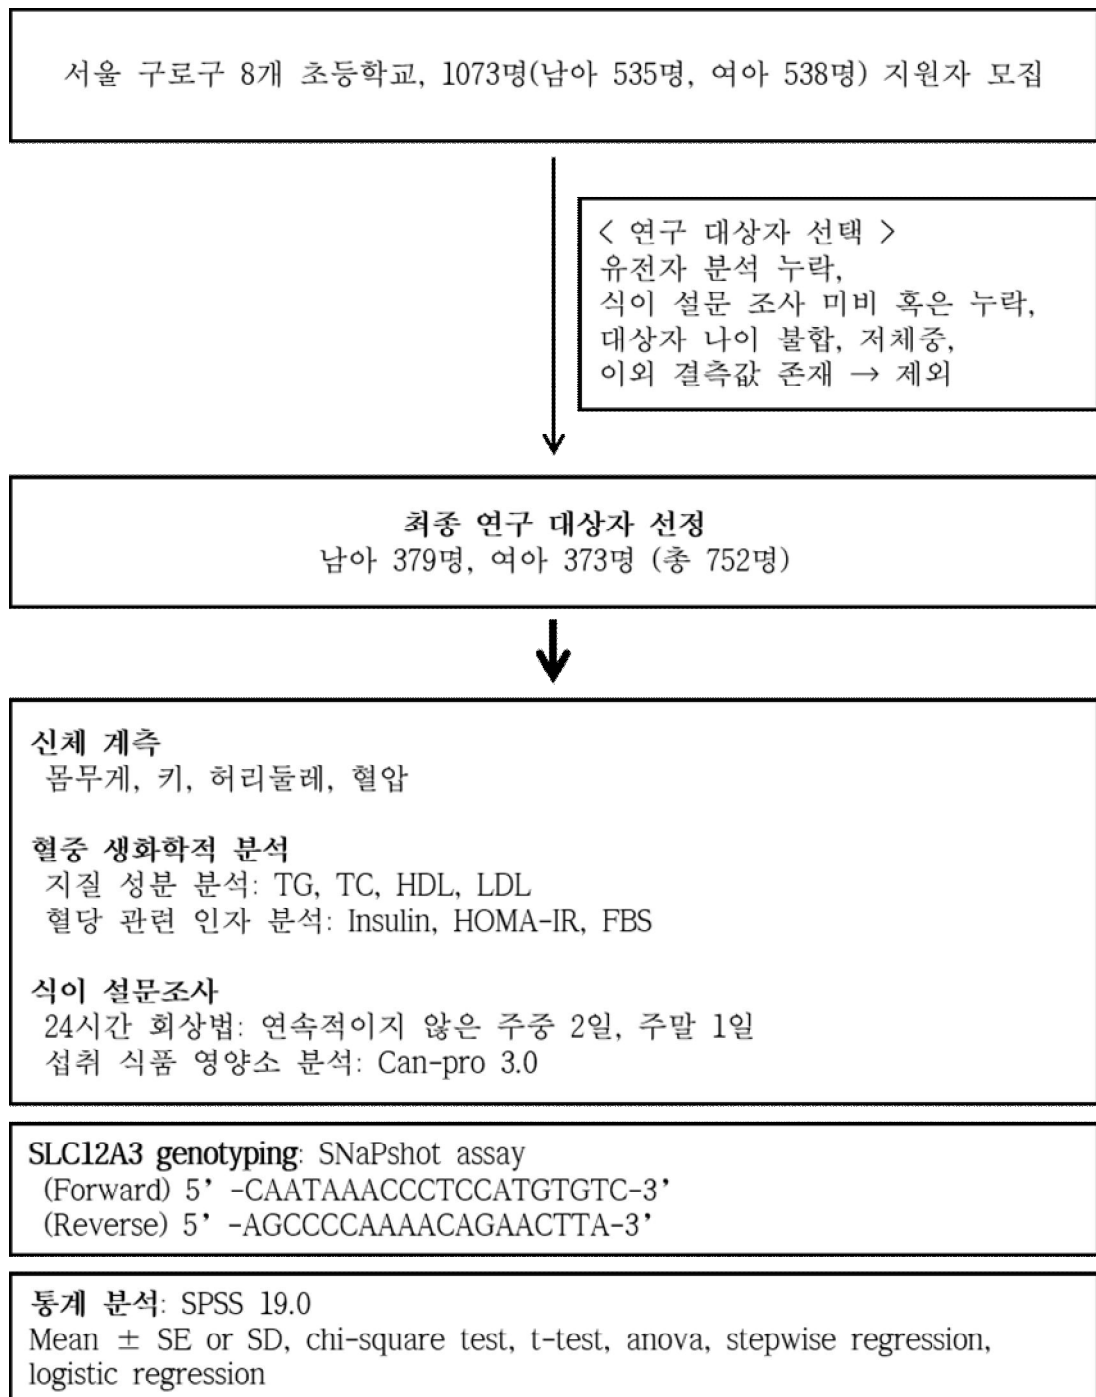 서울 구로구 8개 초등학교, 1073명(남아 535명, 여아 538명) 지원자 모집
< 연구 대상자 선택 >
유전자 분석 누락,
식이 설문 조사 미비 혹은 누락,
대상자 나이 불합, 저체중,
이외 결측값 존재 → 제외
최종 연구 대상자 선정
남아 379명, 여아 373명 (총 752명)
신체 계측
몸무게, 키, 허리둘레, 혈압
혈중 생화학적 분석
지질 성분 분석: TG, TC, HDL, LDL
혈당 관련 인자 분석: Insulin, HOMA-IR, FBS
식이 설문조사
24시간 회상법: 연속적이지 않은 주중 2일, 주말 1일
섭취 식품 영양소 분석: Can-pro 3.0
SLC12A3 genotyping: SNaPshot assay
(Forward) 5’ -CAATAAACCCTCCATGTGTC-3’
(Reverse) 5’ -AGCCCCAAAACAGAACTTA-3’
통계 분석: SPSS 19.0
Mean ± SE or SD, chi-square test, t-test, anova, stepwise regression,
logistic regression